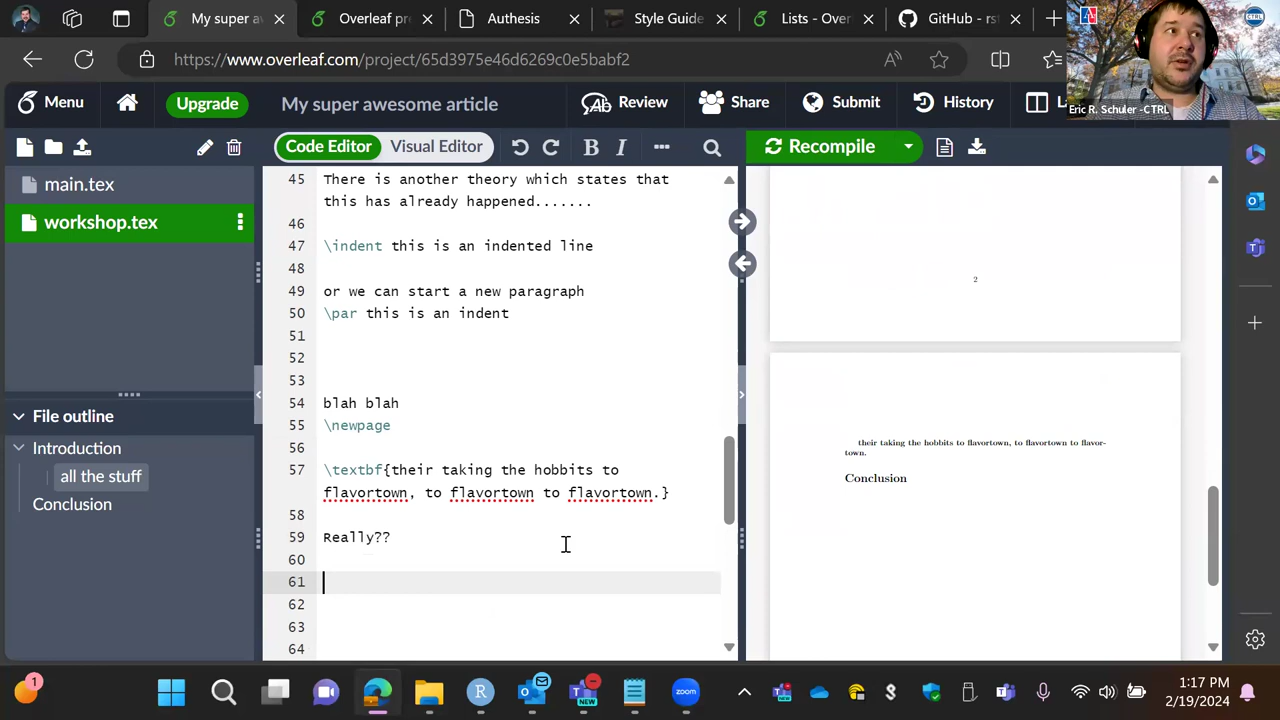 My super a
Overleaf pr
Authesis
Style Guide
Lists - Over
GitHub - rs
https://www.overleaf.com/project/65d3975e46c6269c0e5babf2
Menu
Upgrade
My super awesome article
Review
Share
Submit
History
CTRL
Eric R. Schuler -CTRL
Code Editor
Visual Editor
Recompile
main.tex
workshop.tex
File outline
Introduction
all the stuff
Conclusion
45 There is another theory which states that
this has already happened.......
46
47 \indent this is an indented line
48
49 or we can start a new paragraph
50 \par this is an indent
51
52
53
54 blah blah
55 \newpage
56
57 \textbf{their taking the hobbits to
flavortown, to flavortown to flavortown.}
58
59 Really??
60
61
62
63
64
2
their taking the hobbits to flavortown, to flavortown to flavor-
town.
Conclusion
1
NEW
NEW
1:17 PM
2/19/2024